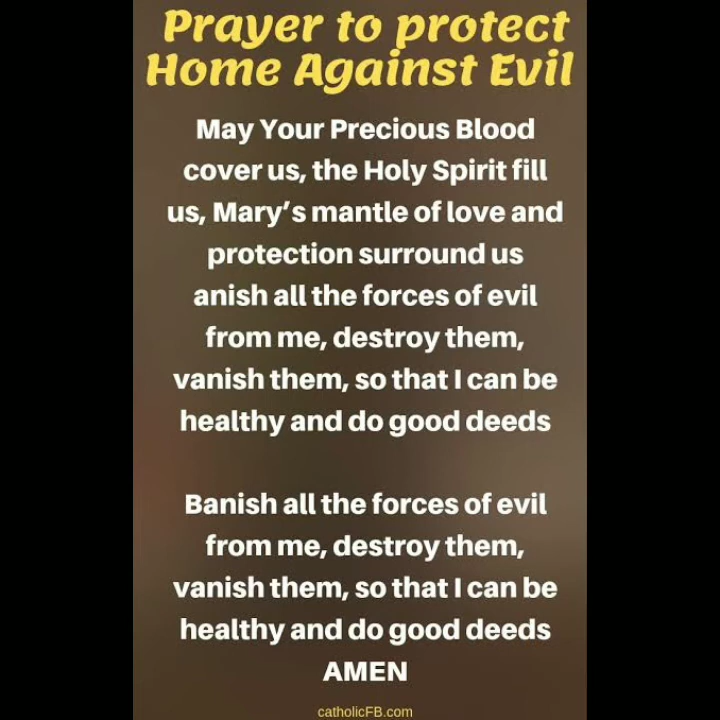 Prayer to protect
Home Against Evil
May Your Precious Blood
cover us, the Holy Spirit fill
us, Mary's mantle of love and
protection surround us
anish all the forces of evil
from me, destroy them,
vanish them, so that I can be
healthy and do good deeds
Banish all the forces of evil
from me, destroy them,
vanish them, so that I can be
healthy and do good deeds
AMEN
catholicFB.com